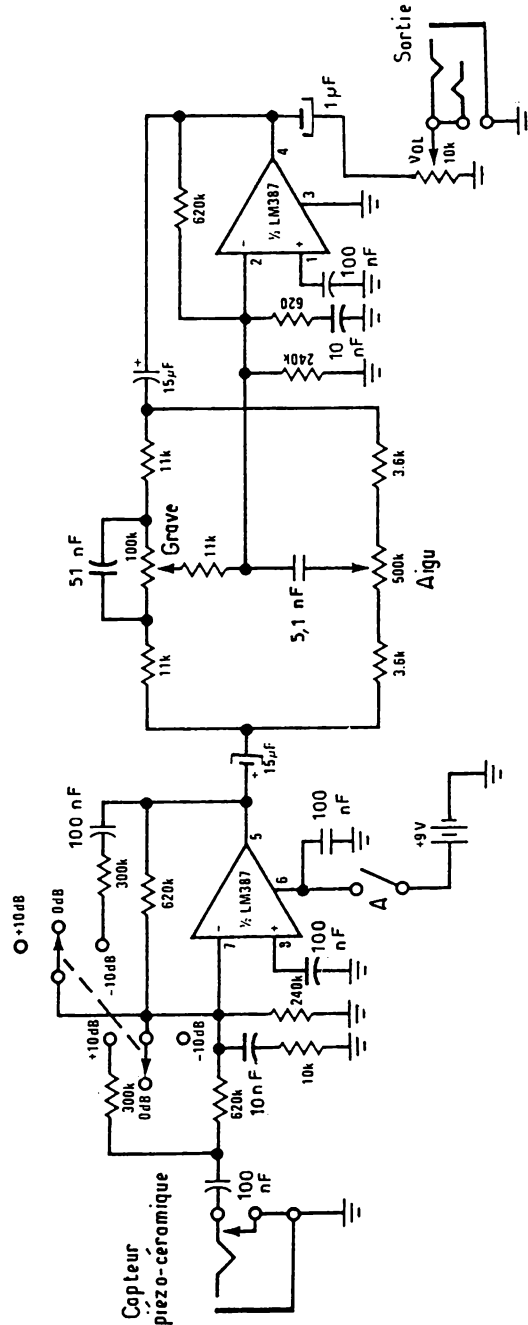 Capteur
piézo-céramique
100
nF
300k
+10dB
0dB
-10dB
+10dB
0dB
-10dB
620k
10nF
10k
240k
300k
100 nF
620k
7
-
½ LM387
+
8
5
6
100
nF
100
nF
A
+9V
+
15µF
11k
51 nF
100k
Grave
11k
11k
5,1 nF
3.6k
500k
Aigu
3.6k
+
15µF
240k
620
10
nF
620k
2
-
½ LM387
+
1
4
3
100
nF
1µF
VOL
10k
Sortie